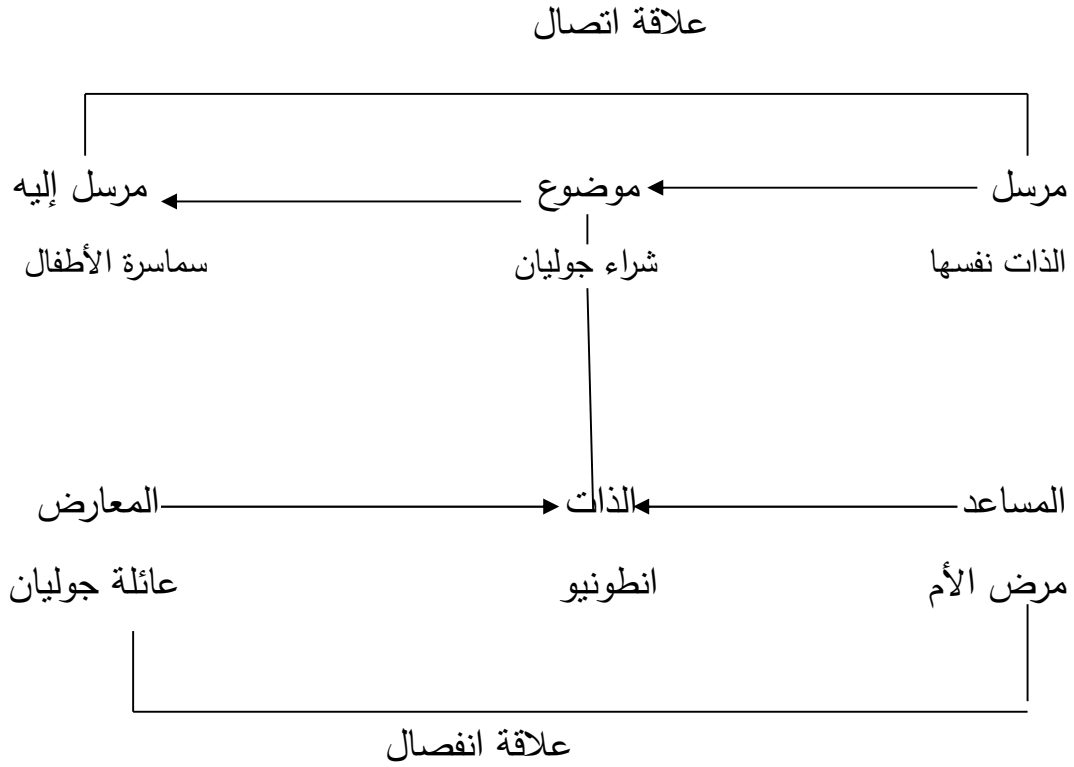 علاقة اتصال
مرسل موضوع مرسل إليه
الذات نفسها شراء جوليان سماسرة الأطفال
المساعد الذات المعارض
مرض الأم انطونيو عائلة جوليان
علاقة انفصال